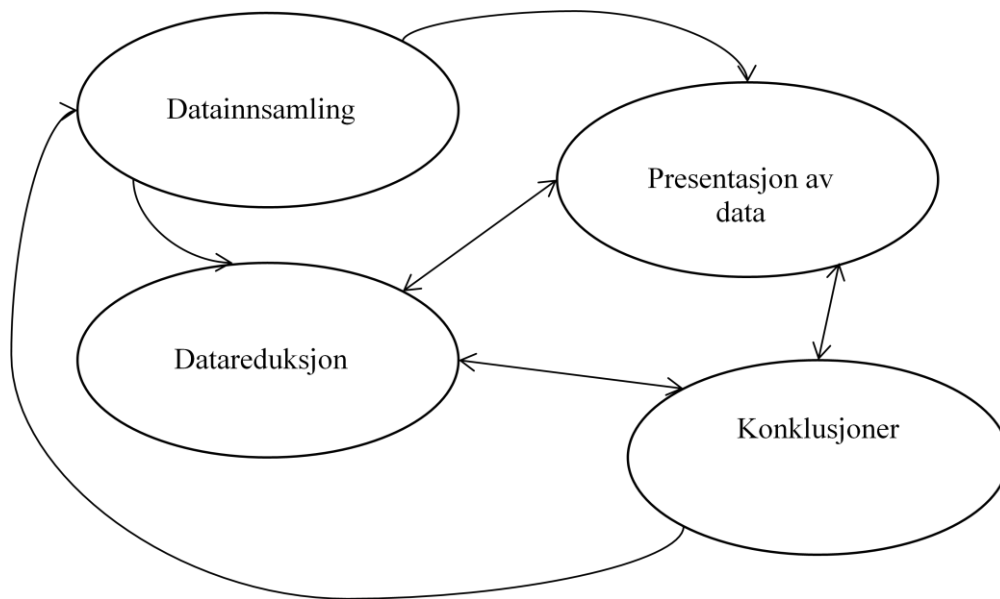 Datainnsamling
Presentasjon av
data
Datareduksjon
Konklusjoner